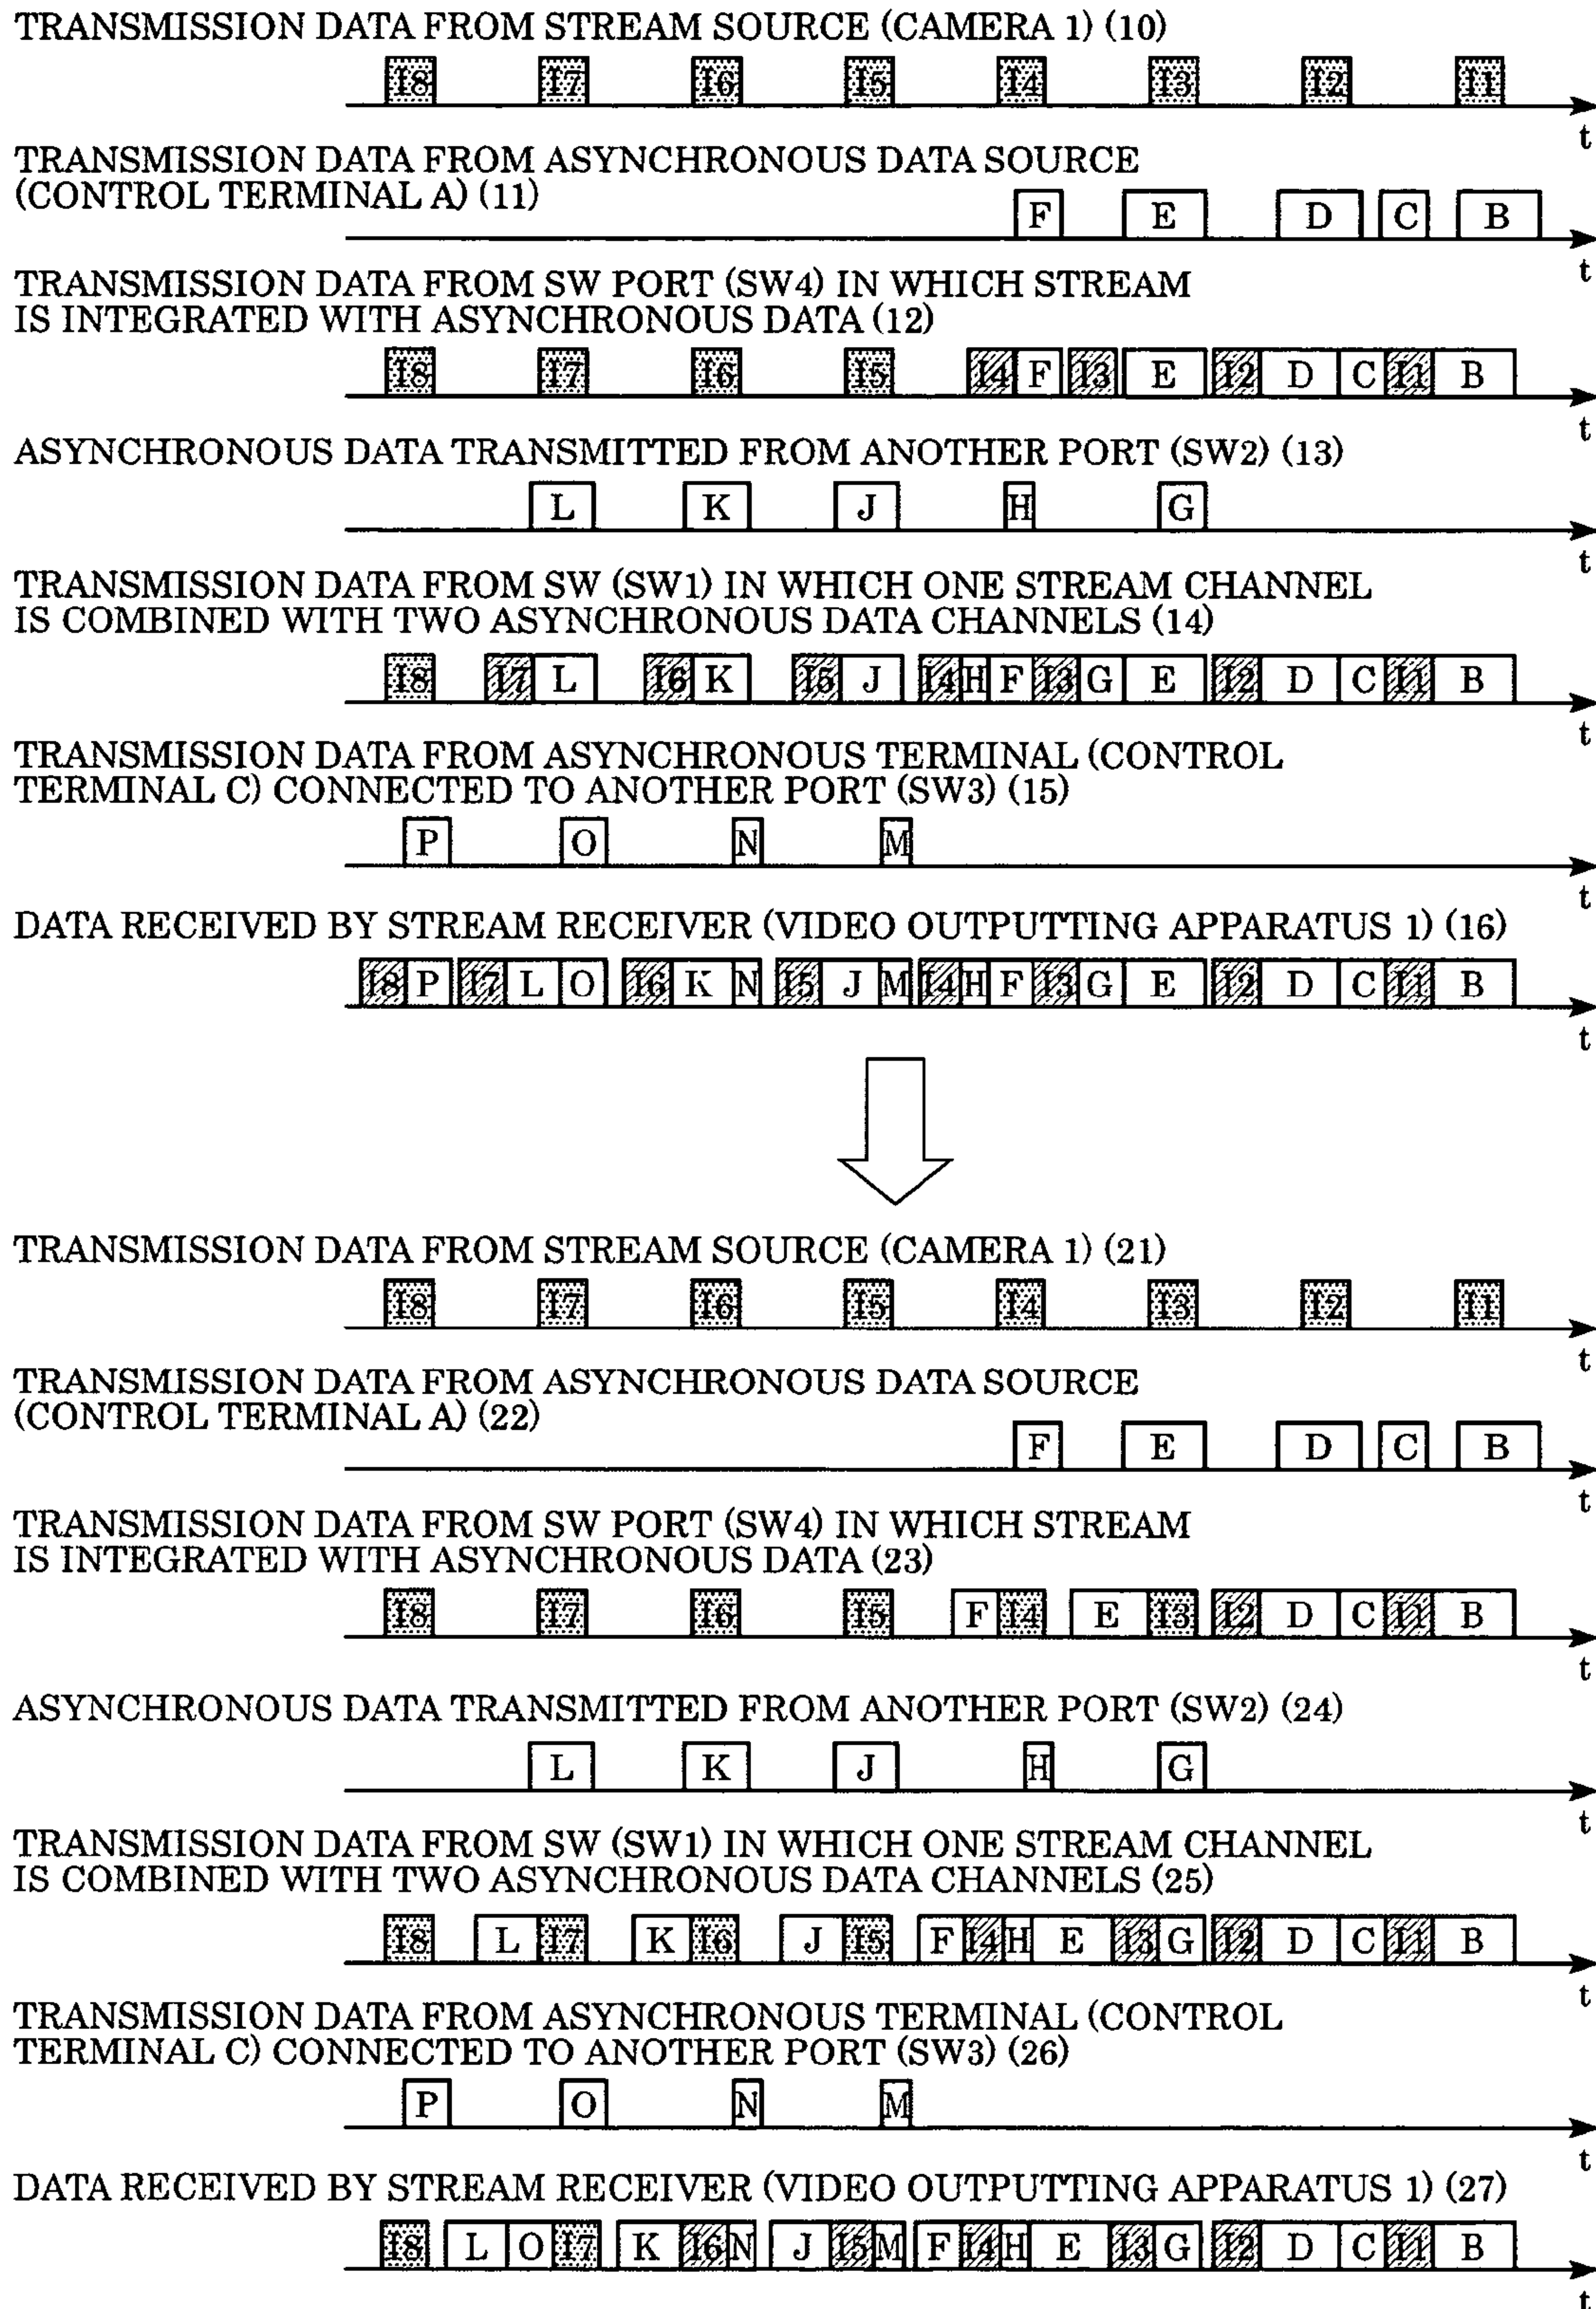 TRANSMISSION DATA FROM STREAM SOURCE (CAMERA 1) (10)
I8 I7 I6 I5 I4 I3 I2 I1
t
TRANSMISSION DATA FROM ASYNCHRONOUS DATA SOURCE
(CONTROL TERMINAL A) (11)
F E D C B
t
TRANSMISSION DATA FROM SW PORT (SW4) IN WHICH STREAM
IS INTEGRATED WITH ASYNCHRONOUS DATA (12)
I8 I7 I6 I5 I4 F I3 E I2 D C I1 B
t
ASYNCHRONOUS DATA TRANSMITTED FROM ANOTHER PORT (SW2) (13)
L K J H G
t
TRANSMISSION DATA FROM SW (SW1) IN WHICH ONE STREAM CHANNEL
IS COMBINED WITH TWO ASYNCHRONOUS DATA CHANNELS (14)
I8 I7 L I6 K I5 J I4 H F I3 G E I2 D C I1 B
t
TRANSMISSION DATA FROM ASYNCHRONOUS TERMINAL (CONTROL
TERMINAL C) CONNECTED TO ANOTHER PORT (SW3) (15)
P O N M
t
DATA RECEIVED BY STREAM RECEIVER (VIDEO OUTPUTTING APPARATUS 1) (16)
I8 P I7 L O I6 K N I5 J M I4 H F I3 G E I2 D C I1 B
t
TRANSMISSION DATA FROM STREAM SOURCE (CAMERA 1) (21)
I8 I7 I6 I5 I4 I3 I2 I1
t
TRANSMISSION DATA FROM ASYNCHRONOUS DATA SOURCE
(CONTROL TERMINAL A) (22)
F E D C B
t
TRANSMISSION DATA FROM SW PORT (SW4) IN WHICH STREAM
IS INTEGRATED WITH ASYNCHRONOUS DATA (23)
I8 I7 I6 I5 F I4 E I3 I2 D C I1 B
t
ASYNCHRONOUS DATA TRANSMITTED FROM ANOTHER PORT (SW2) (24)
L K J H G
t
TRANSMISSION DATA FROM SW (SW1) IN WHICH ONE STREAM CHANNEL
IS COMBINED WITH TWO ASYNCHRONOUS DATA CHANNELS (25)
I8 L I7 K I6 J I5 F I4 H E I3 G I2 D C I1 B
t
TRANSMISSION DATA FROM ASYNCHRONOUS TERMINAL (CONTROL
TERMINAL C) CONNECTED TO ANOTHER PORT (SW3) (26)
P O N M
t
DATA RECEIVED BY STREAM RECEIVER (VIDEO OUTPUTTING APPARATUS 1) (27)
I8 L O I7 K I6 N J I5 M F I4 H E I3 G I2 D C I1 B
t